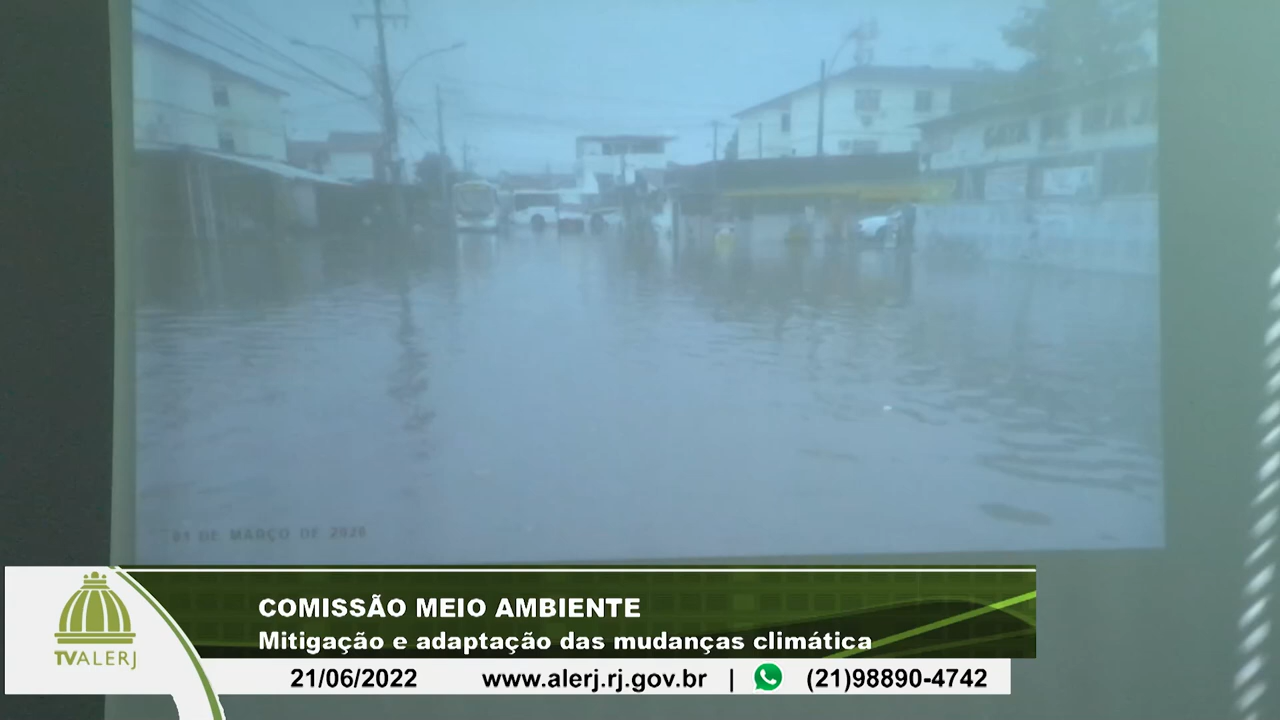 01 DE MARÇO DE 2020
COMISSÃO MEIO AMBIENTE
Mitigação e adaptação das mudanças climática
TVALERJ
21/06/2022 www.alerj.rj.gov.br | (21)98890-4742